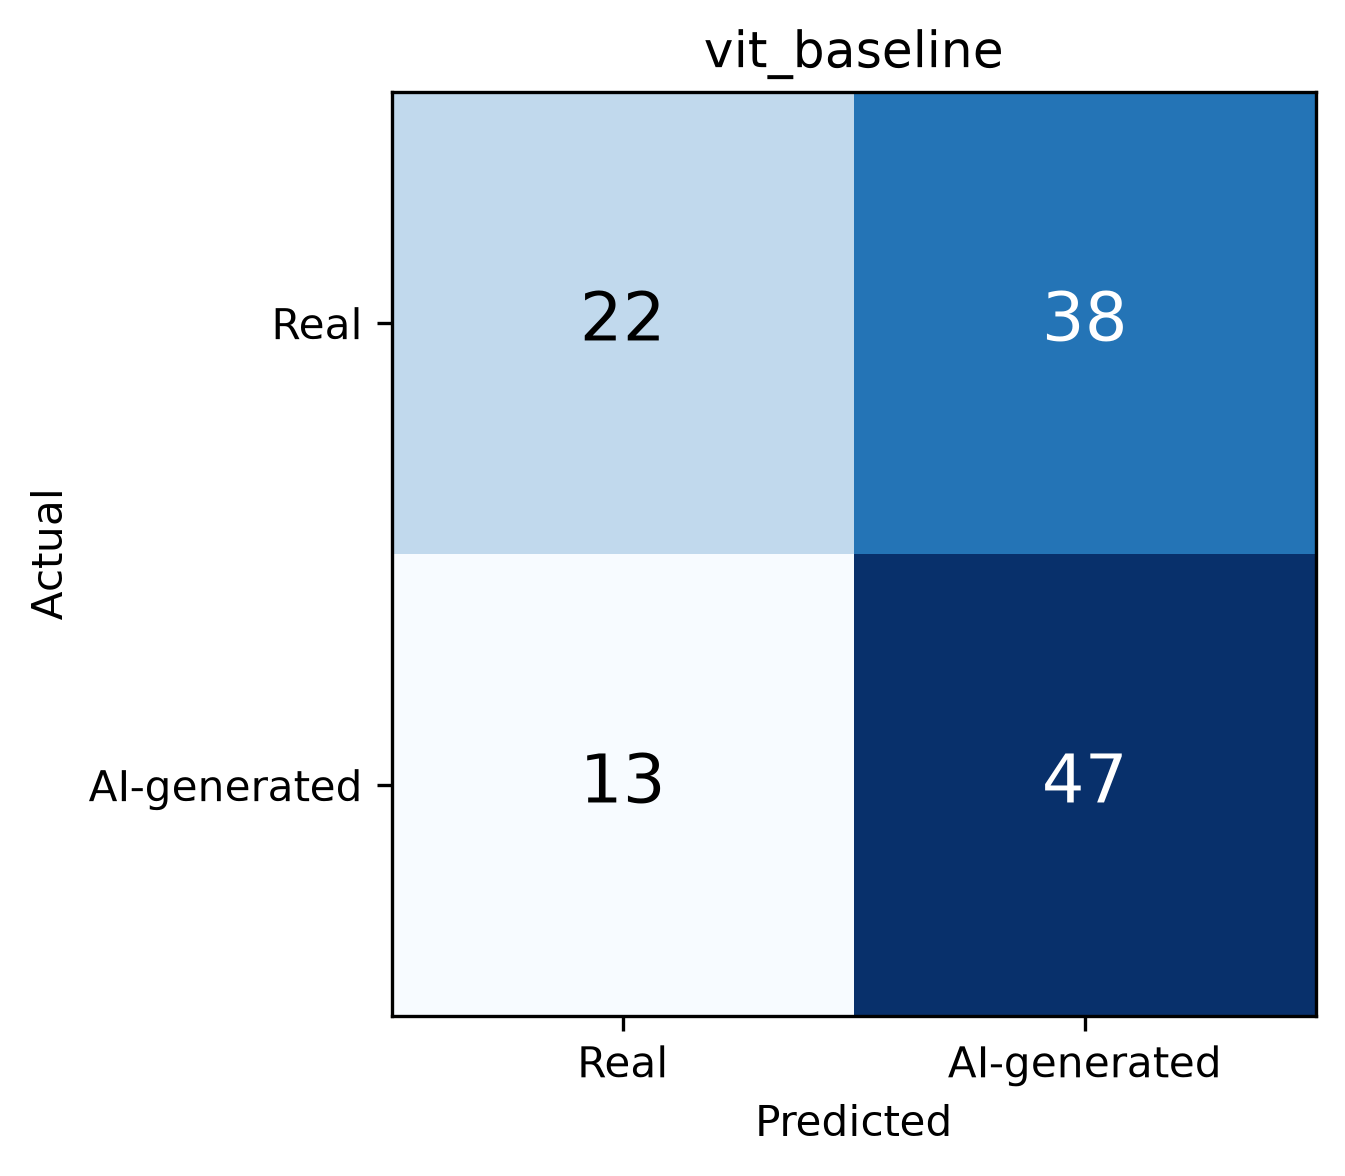 vit_baseline
Actual
Real
22
38
AI-generated
13
47
Real
AI-generated
Predicted